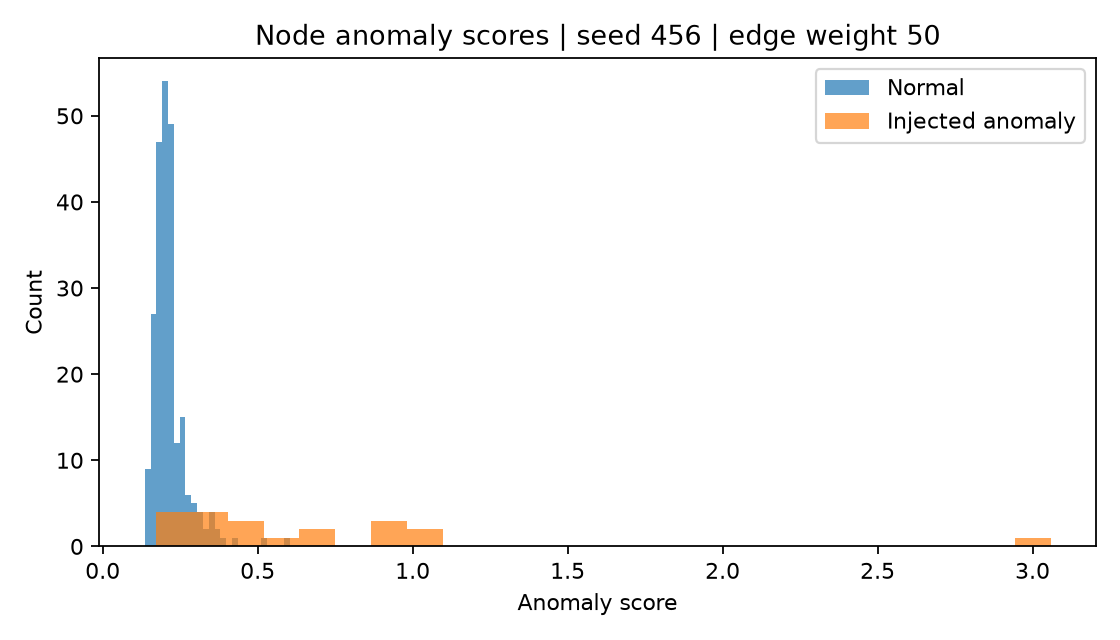 Node anomaly scores | seed 456 | edge weight 50
Normal
Injected anomaly
Count
50
40
30
20
10
0
0.0 0.5 1.0 1.5 2.0 2.5 3.0
Anomaly score